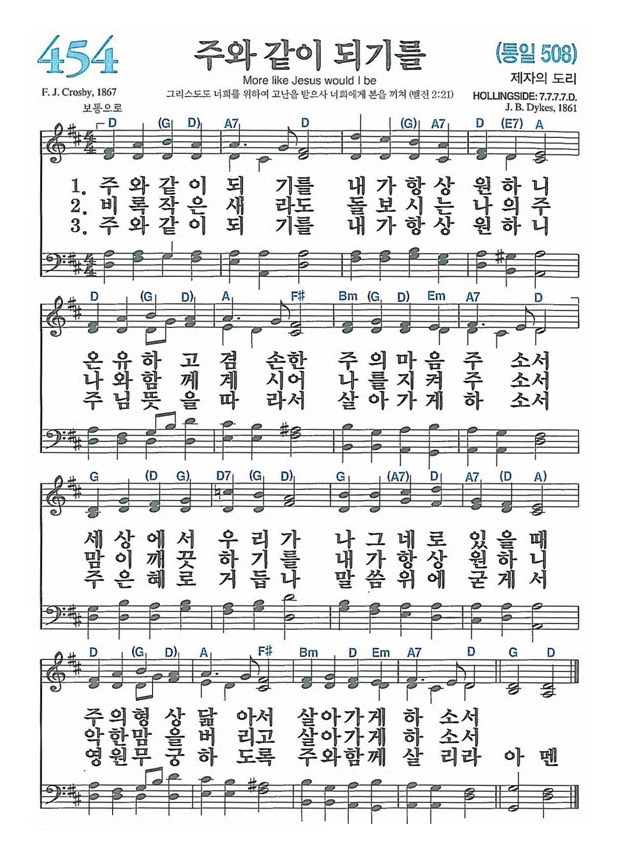 454
주와 같이 되기를
(통일 508)
More like Jesus would I be
제자의 도리
F. J. Crosby, 1867
그리스도도 너희를 위하여 고난을 받으사 너희에게 본을 끼쳐 (벧전 2:21)
HOLLINGSIDE: 7.7.7.7.D.
보통으로
J. B. Dykes, 1861
D (G D) A7 D (G) A7 D (E7) A
1. 주 와 같 이 되 기 를 내 가 항 상 원 하 니
2. 비 록 작 은 새 라 도 돌 보 시 는 나 의 주
3. 주 와 같 이 되 기 를 내 가 항 상 원 하 니
D (G D) A F# Bm (G D) Em A7 D
온 유 하 고 겸 손 한 주 의 마 음 주 소 서
나 와 함 께 계 시 어 나 를 지 켜 주 소 서
주 님 뜻 을 따 라 서 살 아 가 게 하 소 서
G (D G) D7 (G D) G (A7) D A7 (D A)
세 상 에 서 우 리 가 나 그 네 로 있 을 때
맘 이 깨 끗 하 기 를 내 가 항 상 원 하 니
주 은 혜 로 거 듭 나 말 씀 위 에 굳 게 서
D (G D) A F# Bm D Em A7 D G D
주 의 형 상 닮 아 서 살 아 가 게 하 소 서
악 한 맘 을 버 리 고 살 아 가 게 하 소 서
영 원 무 궁 하 도 록 주 와 함 께 살 리 라 아 멘